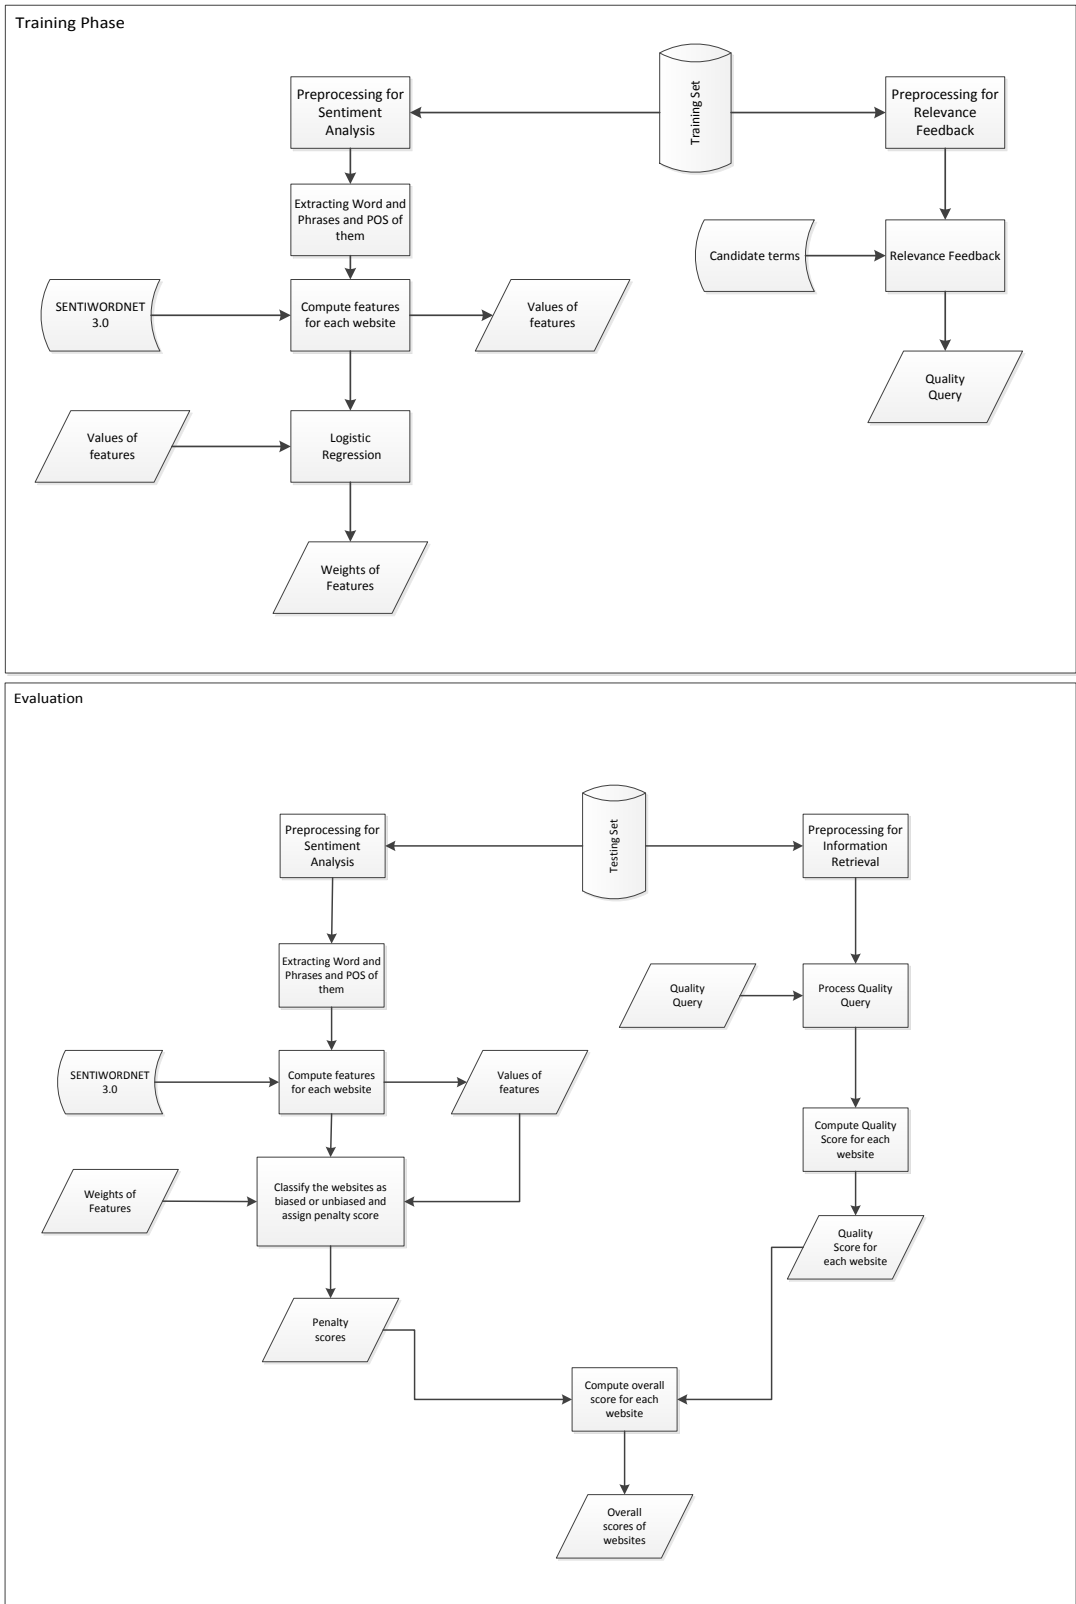 Training Phase
Training Set
Preprocessing for
Sentiment
Analysis
Preprocessing for
Relevance
Feedback
Extracting Word and
Phrases and POS of
them
Candidate terms
Relevance Feedback
SENTIWORDNET
3.0
Compute features
for each website
Values of
features
Quality
Query
Values of
features
Logistic
Regression
Weights of
Features
Evaluation
Testing Set
Preprocessing for
Sentiment
Analysis
Preprocessing for
Information
Retrieval
Extracting Word and
Phrases and POS of
them
Quality
Query
Process Quality
Query
SENTIWORDNET
3.0
Compute features
for each website
Values of
features
Compute Quality
Score for each
website
Weights of
Features
Classify the websites as
biased or unbiased and
assign penalty score
Quality
Score for
each website
Penalty
scores
Compute overall
score for each
website
Overall
scores of
websites